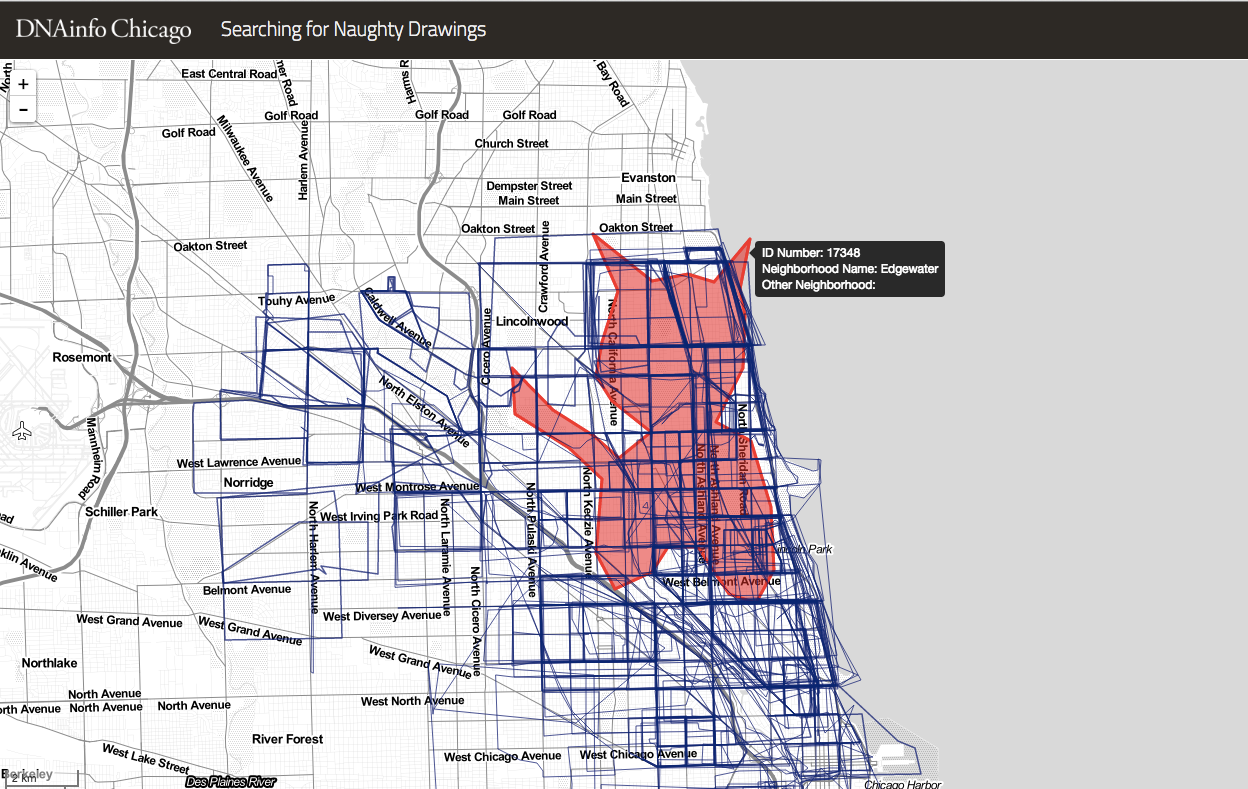 DNAinfo Chicago Searching for Naughty Drawings
North
East Central Road
Bay Road
+
−
Golf Road
Golf Road
Golf Road
Golf Road
Milwaukee Avenue
Harlem Avenue
Church Street
Evanston
Dempster Street
Main Street
Main Street
Oakton Street
Oakton Street
Oakton Street
ID Number: 17348
Neighborhood Name: Edgewater
Other Neighborhood:
Touhy Avenue
Caldwell Avenue
Crawford Avenue
Lincolnwood
Cicero Avenue
North California Avenue
Rosemont
North Elston Avenue
Mannheim Road
North Sheridan Road
West Lawrence Avenue
Norridge
West Montrose Avenue
North Ashland Avenue
North Ashland Avenue
Schiller Park
West Irving Park Road
North Harlem Avenue
North Laramie Avenue
North Pulaski Avenue
North Kedzie Avenue
Lincoln Park
Belmont Avenue
West Belmont Avenue
North Cicero Avenue
West Grand Avenue
West Grand Avenue
West Diversey Avenue
Northlake
West Grand Avenue
North Avenue
North Avenue
North Avenue
West North Avenue
River Forest
West Lake Street
West Chicago Avenue
West Chicago Avenue
Berkeley
2 km
Des Plaines River
Chicago Harbor